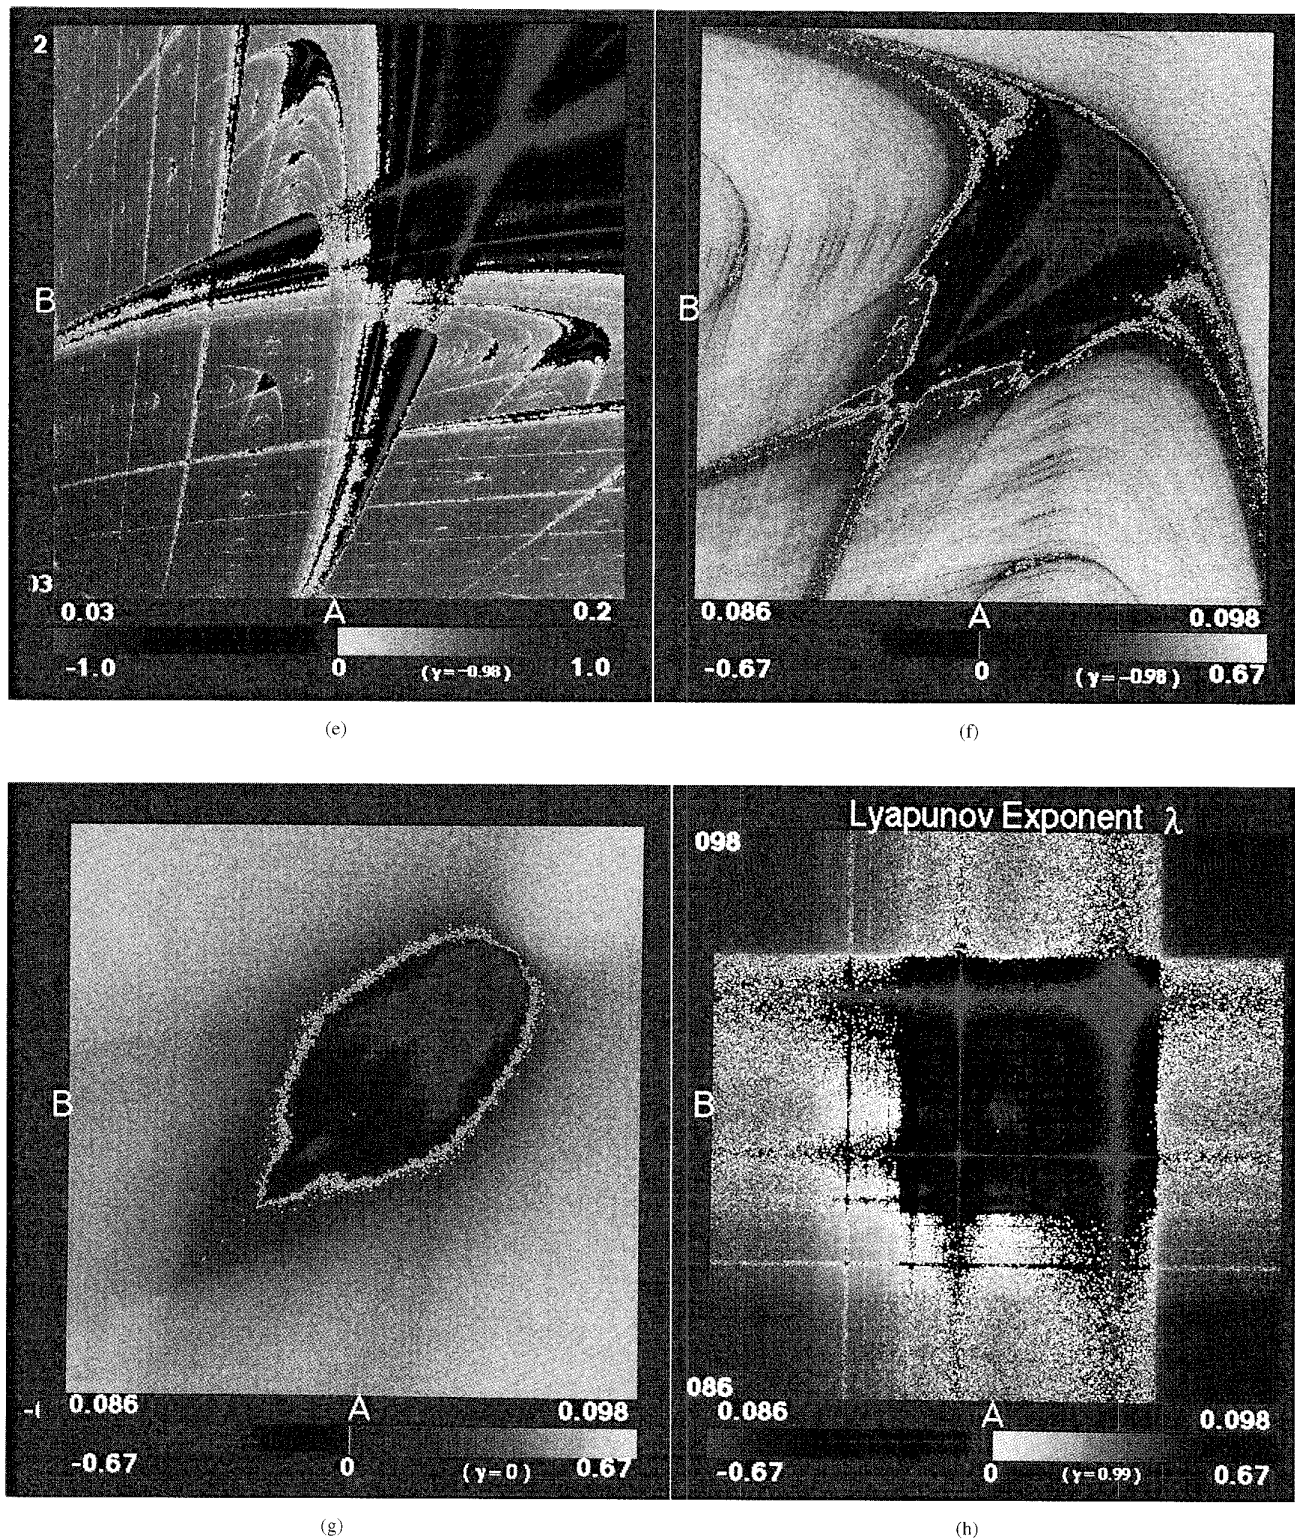 2
B
03
0.03 A 0.2
-1.0 0 (γ=-0.98) 1.0
(e)
B
0.086 A 0.098
-0.67 0 (γ=-0.98) 0.67
(f)
B
0.086 A 0.098
-0.67 0 (γ=0) 0.67
(g)
Lyapunov Exponent λ
098
B
086
0.086 A 0.098
-0.67 0 (γ=0.99) 0.67
(h)